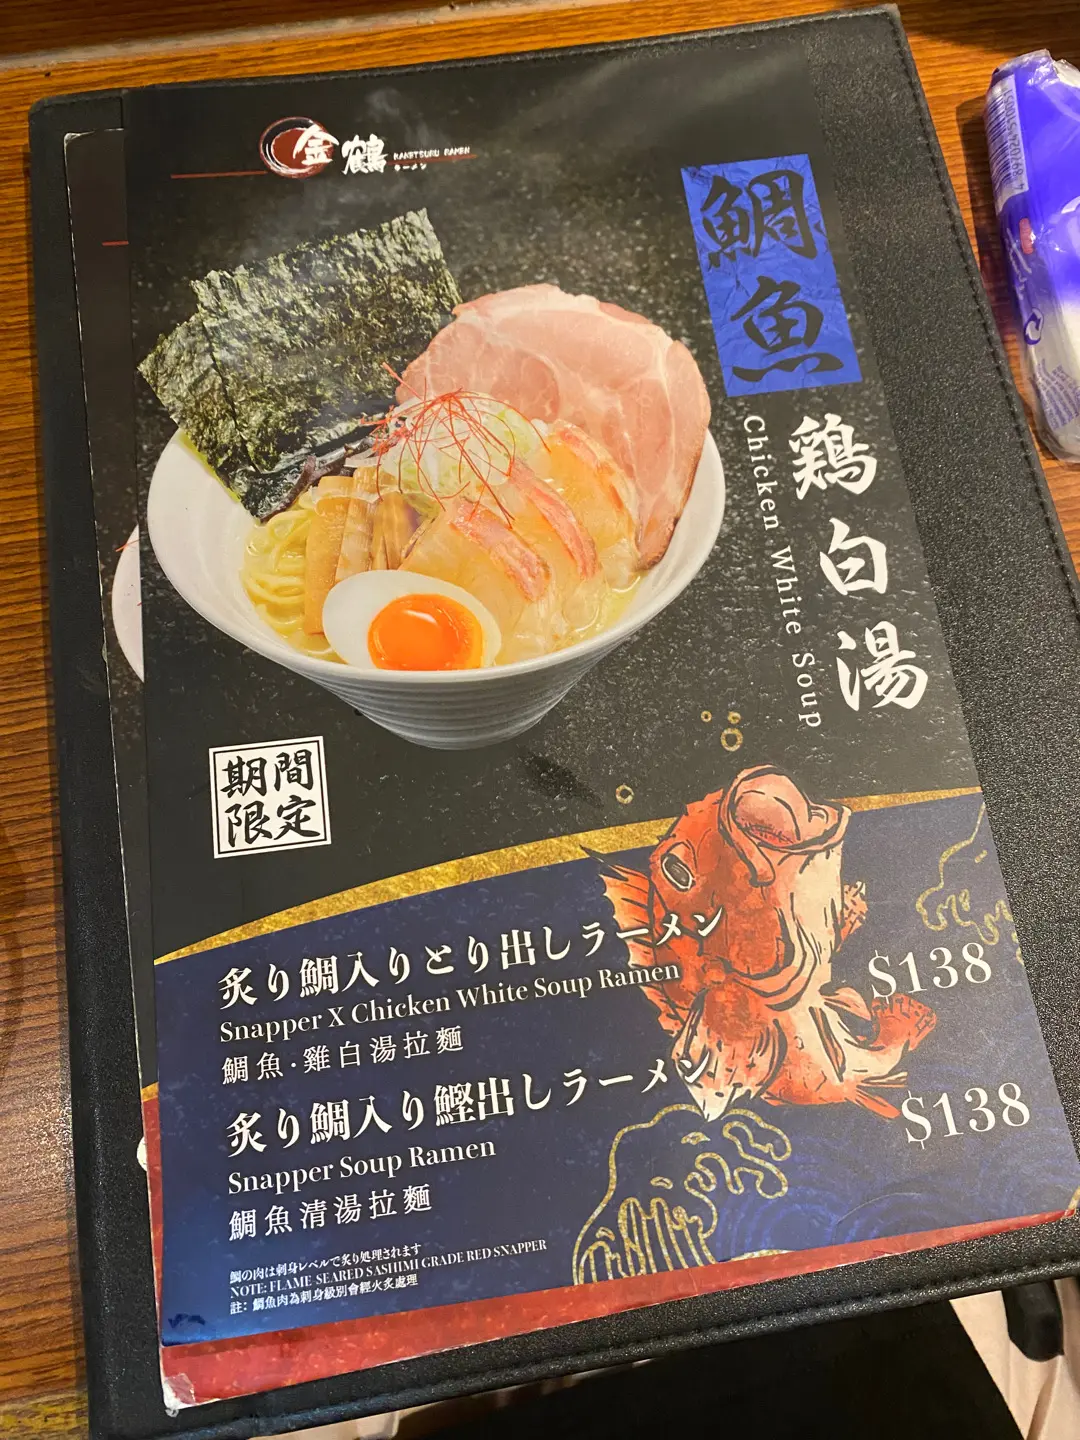 金鶴
KANETSURU RAMEN
ラーメン
鯛魚
鶏白湯
Chicken White Soup
期間
限定
炙り鯛入りとり出しラーメン
Snapper X Chicken White Soup Ramen
鯛魚·雞白湯拉麵
$138
炙り鯛入り鰹出しラーメン
Snapper Soup Ramen
鯛魚清湯拉麵
$138
鯛の肉は刺身レベルで炙り処理されます
NOTE: FLAME SEARED SASHIMI GRADE RED SNAPPER
註：鯛魚肉為刺身級別會經火炙處理